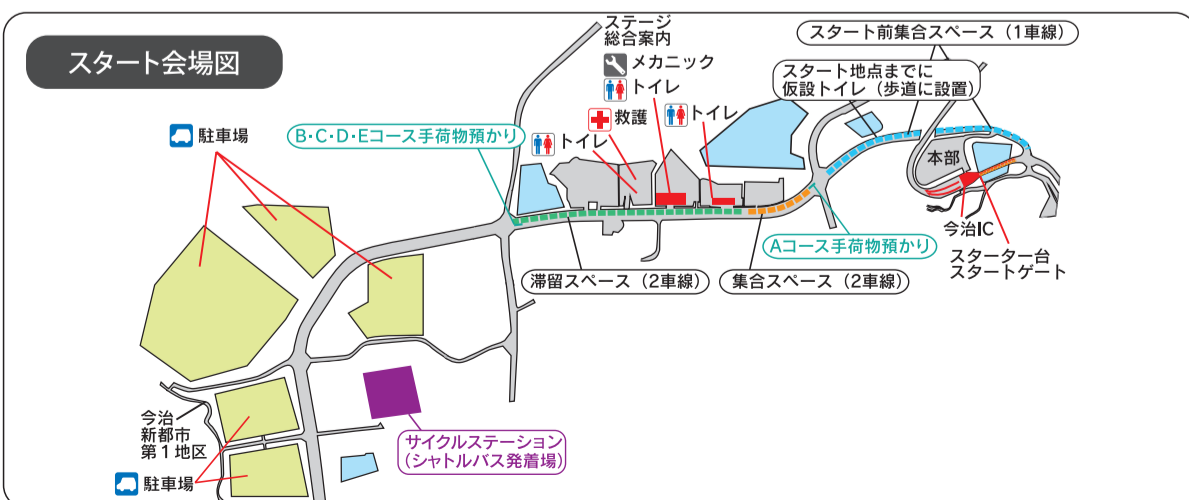 スタート会場図
ステージ
総合案内
メカニック
トイレ
救護
トイレ
トイレ
スタート前集合スペース（1車線）
スタート地点までに
仮設トイレ（歩道に設置）
駐車場
B・C・D・Eコース手荷物預かり
本部
今治IC
スターター台
スタートゲート
Aコース手荷物預かり
滞留スペース（2車線）
集合スペース（2車線）
今治
新都市
第1地区
サイクルステーション
（シャトルバス発着場）
駐車場